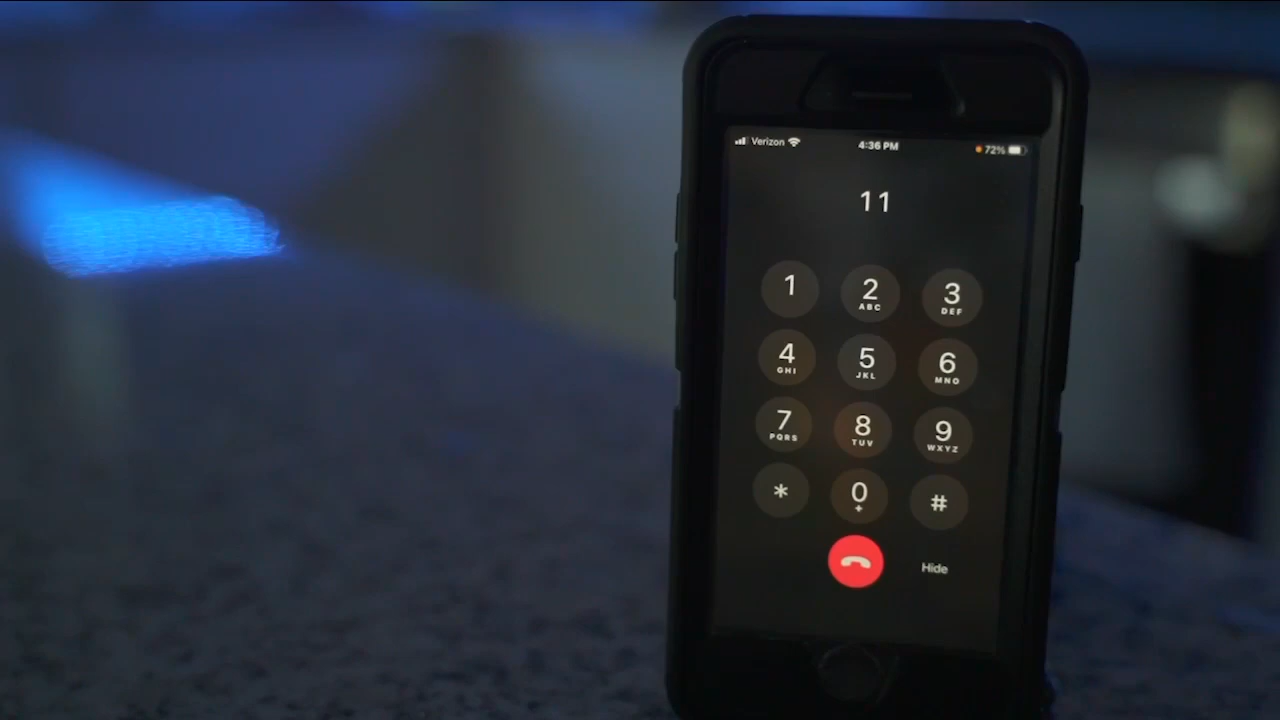 Verizon 4:36 PM 72%
11
1 2 3
ABC DEF
4 5 6
GHI JKL MNO
7 8 9
PQRS TUV WXYZ
* 0 #
+
Hide